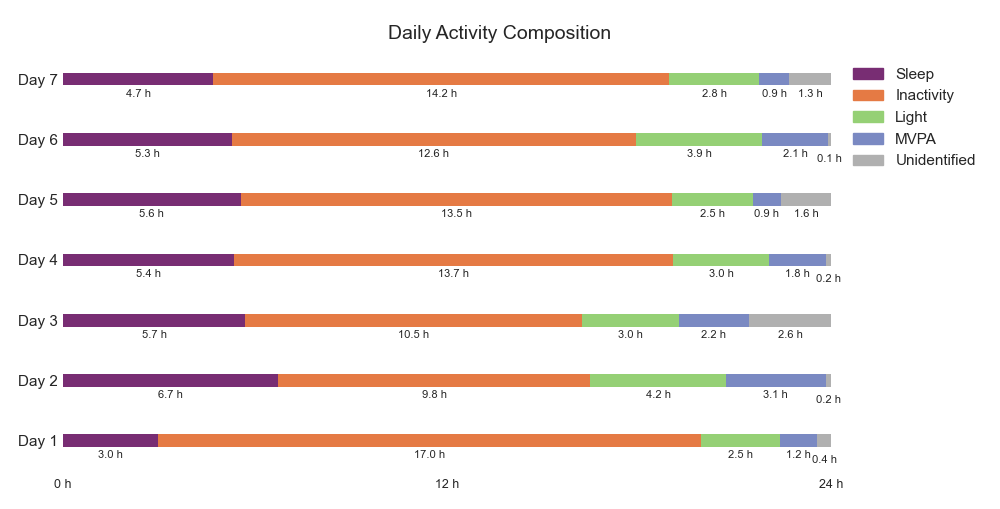 Daily Activity Composition
Day 7
4.7 h 14.2 h 2.8 h 0.9 h 1.3 h
Day 6
5.3 h 12.6 h 3.9 h 2.1 h 0.1 h
Day 5
5.6 h 13.5 h 2.5 h 0.9 h 1.6 h
Day 4
5.4 h 13.7 h 3.0 h 1.8 h 0.2 h
Day 3
5.7 h 10.5 h 3.0 h 2.2 h 2.6 h
Day 2
6.7 h 9.8 h 4.2 h 3.1 h 0.2 h
Day 1
3.0 h 17.0 h 2.5 h 1.2 h 0.4 h
0 h 12 h 24 h
Sleep
Inactivity
Light
MVPA
Unidentified